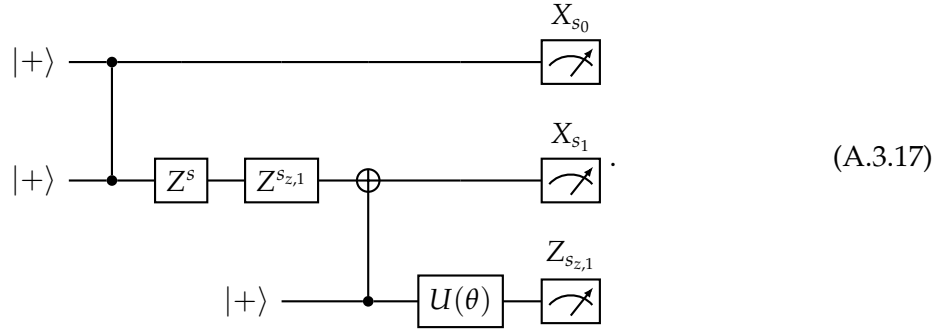 X_{s_0}
|+⟩
X_{s_1}
|+⟩ Z^s Z^{s_{z,1}} . (A.3.17)
Z_{s_{z,1}}
|+⟩ U(θ)